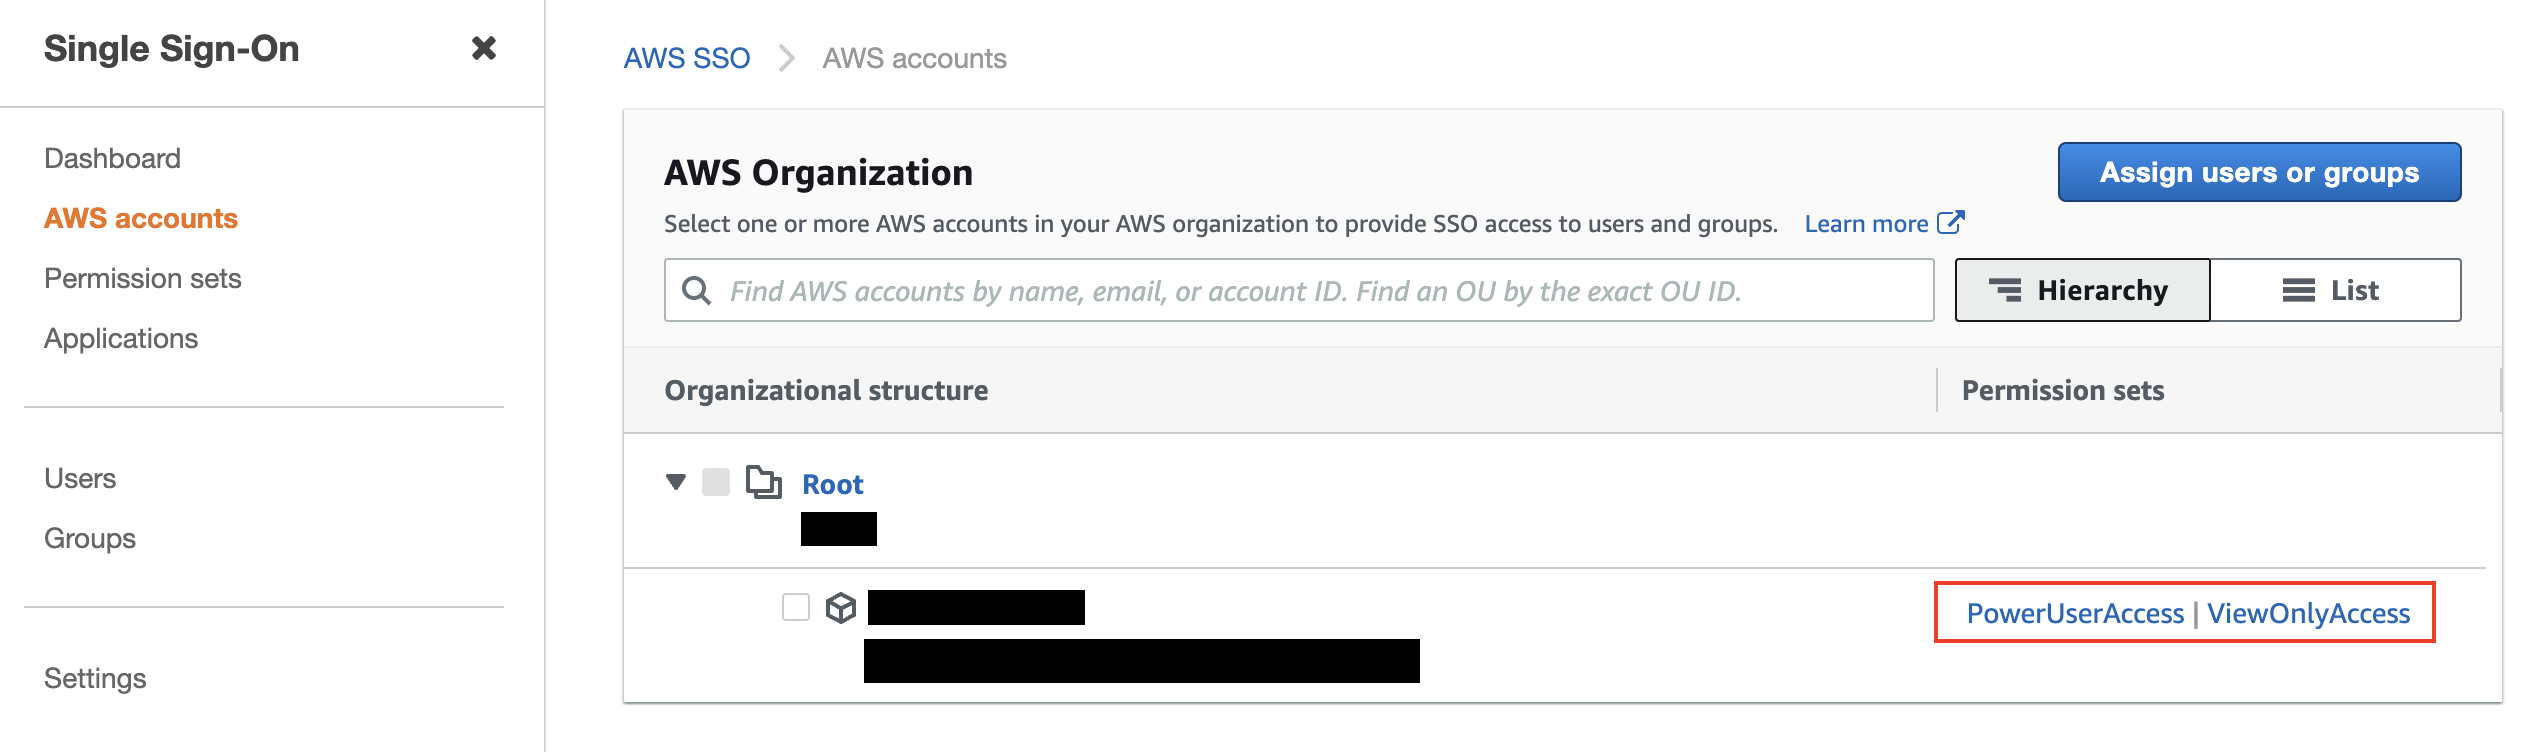 Single Sign-On
Dashboard
AWS accounts
Permission sets
Applications
Users
Groups
Settings
AWS SSO > AWS accounts
AWS Organization
Assign users or groups
Select one or more AWS accounts in your AWS organization to provide SSO access to users and groups. Learn more
Find AWS accounts by name, email, or account ID. Find an OU by the exact OU ID.
Hierarchy
List
Organizational structure
Permission sets
Root
PowerUserAccess | ViewOnlyAccess